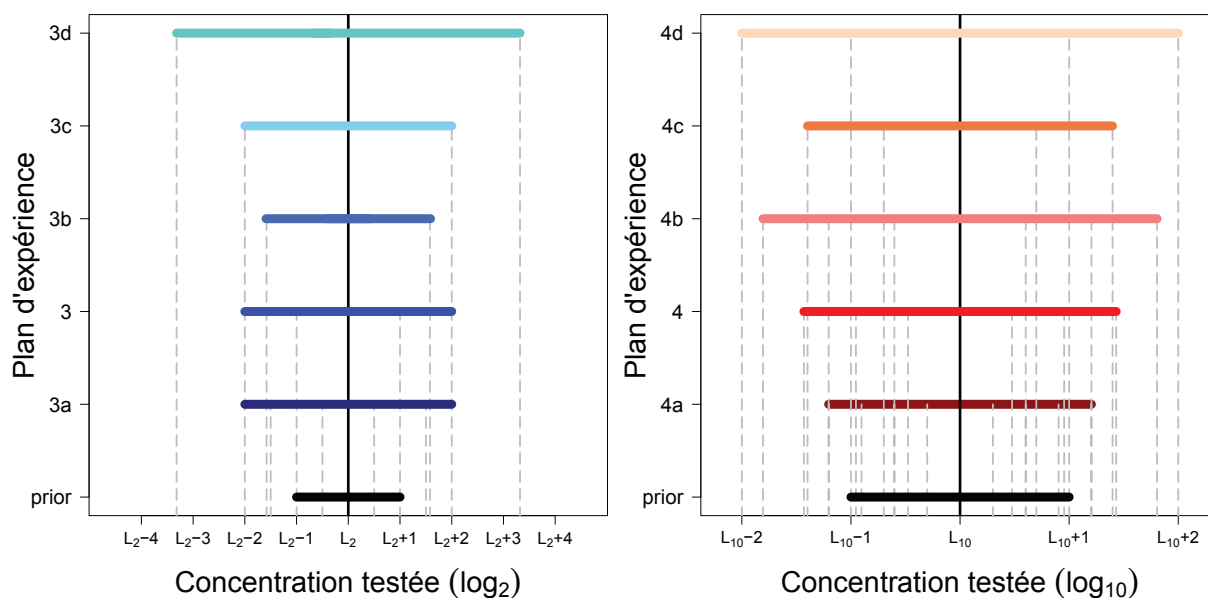 Plan d'expérience
3d
3c
3b
3
3a
prior
L₂−4 L₂−3 L₂−2 L₂−1 L₂ L₂+1 L₂+2 L₂+3 L₂+4
Concentration testée (log₂)
Plan d'expérience
4d
4c
4b
4
4a
prior
L₁₀−2 L₁₀−1 L₁₀ L₁₀+1 L₁₀+2
Concentration testée (log₁₀)